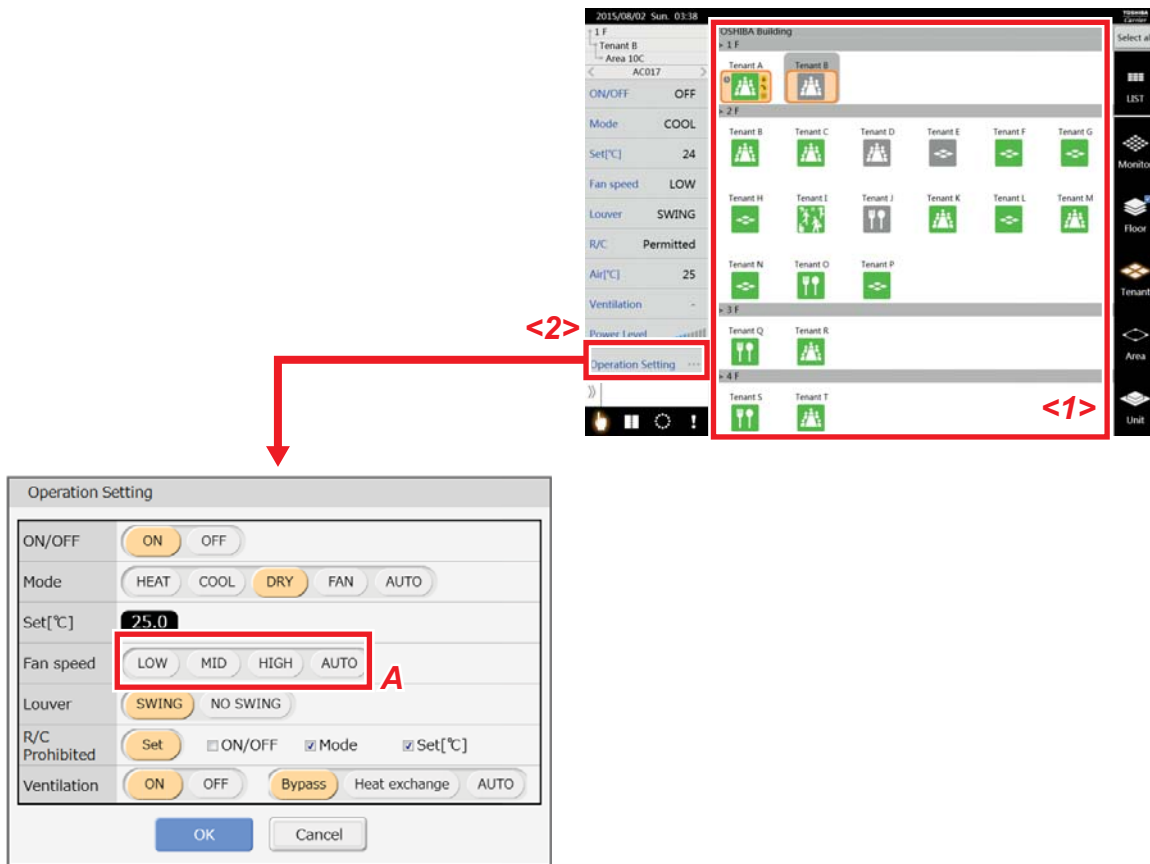 2015/08/02 Sun. 03:38
TOSHIBA
Carrier
1 F
Tenant B
Area 10C
< AC017 >
ON/OFF OFF
Mode COOL
Set[℃] 24
Fan speed LOW
Louver SWING
R/C Permitted
Air[℃] 25
Ventilation -
Power Level
Operation Setting ...
<2>
OSHIBA Building
1 F
Tenant A Tenant B
2 F
Tenant B Tenant C Tenant D Tenant E Tenant F Tenant G
Tenant H Tenant I Tenant J Tenant K Tenant L Tenant M
Tenant N Tenant O Tenant P
3 F
Tenant Q Tenant R
4 F
Tenant S Tenant T
<1>
Select al
LIST
Monito
Floor
Tenant
Area
Unit
Operation Setting
ON/OFF ON OFF
Mode HEAT COOL DRY FAN AUTO
Set[℃] 25.0
Fan speed LOW MID HIGH AUTO
A
Louver SWING NO SWING
R/C
Prohibited Set ON/OFF Mode Set[℃]
Ventilation ON OFF Bypass Heat exchange AUTO
OK Cancel